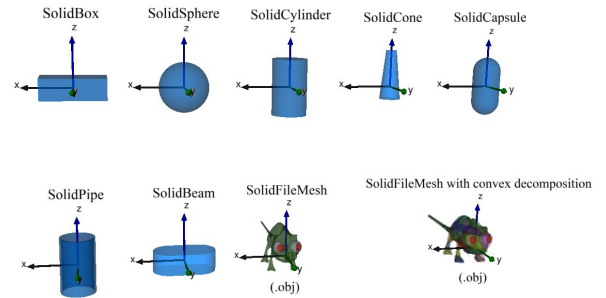 SolidBox
SolidSphere
SolidCylinder
SolidCone
SolidCapsule
z
z
z
z
z
x
y
x
y
x
y
x
y
x
y
SolidPipe
SolidBeam
SolidFileMesh
SolidFileMesh with convex decomposition
z
z
z
z
x
y
x
y
x
y
x
y
(.obj)
(.obj)